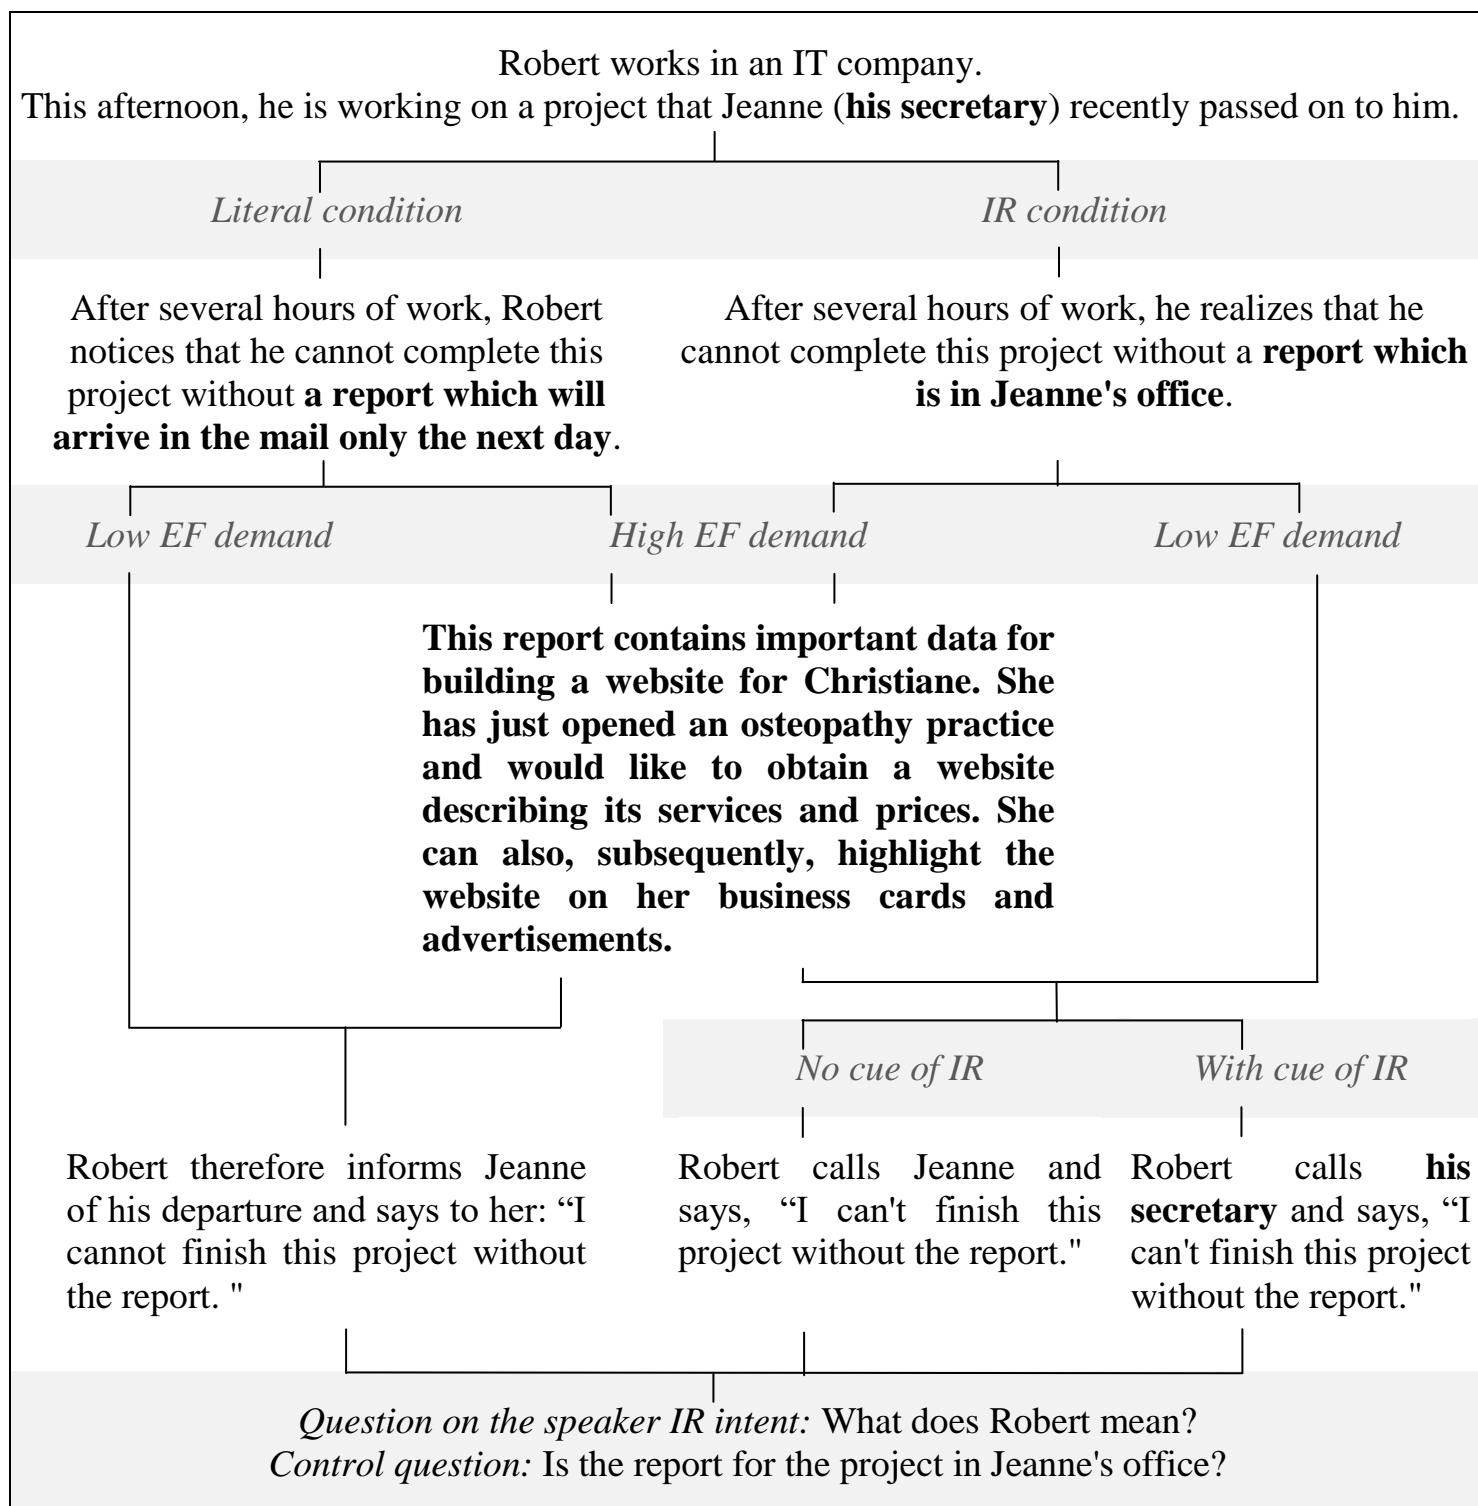 Robert works in an IT company.
This afternoon, he is working on a project that Jeanne (his secretary) recently passed on to him.
Literal condition
IR condition
After several hours of work, Robert
notices that he cannot complete this
project without a report which will
arrive in the mail only the next day.
After several hours of work, he realizes that he
cannot complete this project without a report which
is in Jeanne's office.
Low EF demand
High EF demand
Low EF demand
This report contains important data for
building a website for Christiane. She
has just opened an osteopathy practice
and would like to obtain a website
describing its services and prices. She
can also, subsequently, highlight the
website on her business cards and
advertisements.
No cue of IR
With cue of IR
Robert therefore informs Jeanne
of his departure and says to her: “I
cannot finish this project without
the report. "
Robert calls Jeanne and
says, “I can't finish this
project without the report."
Robert calls his
secretary and says, “I
can't finish this project
without the report."
Question on the speaker IR intent: What does Robert mean?
Control question: Is the report for the project in Jeanne's office?